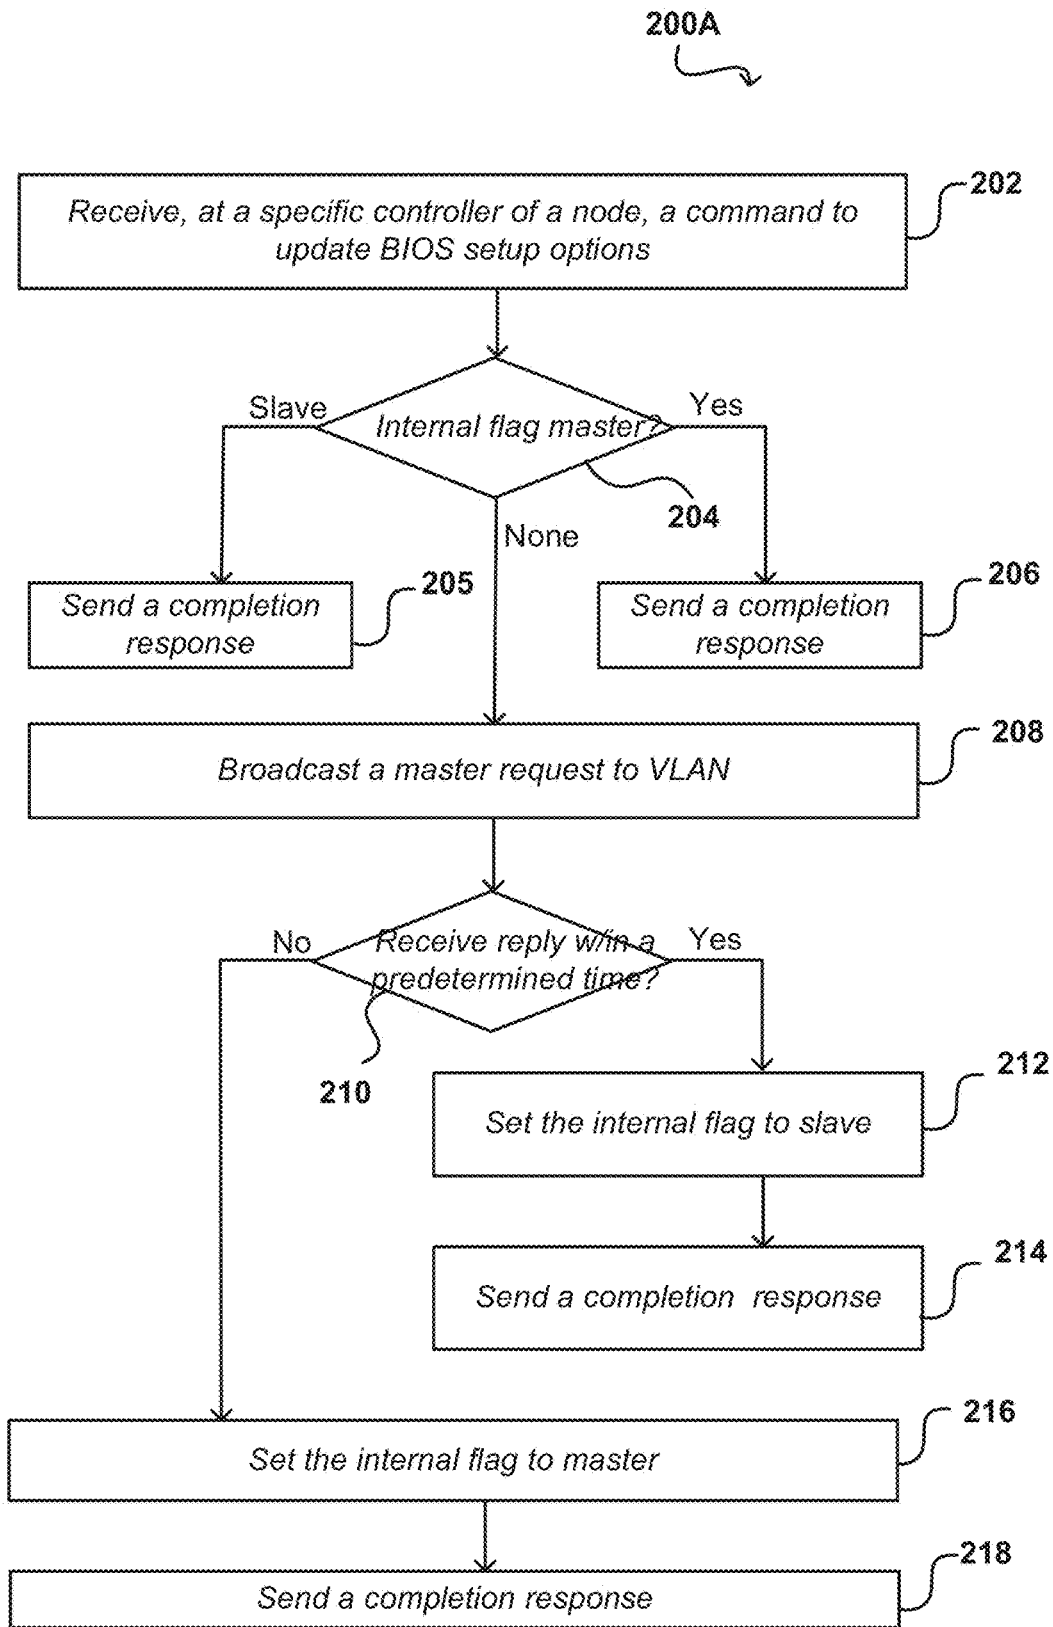 200A
Receive, at a specific controller of a node, a command to
update BIOS setup options
202
Slave
Internal flag master?
Yes
204
None
Send a completion
response
205
Send a completion
response
206
Broadcast a master request to VLAN
208
No
Receive reply w/in a
predetermined time?
Yes
210
Set the internal flag to slave
212
Send a completion response
214
Set the internal flag to master
216
Send a completion response
218